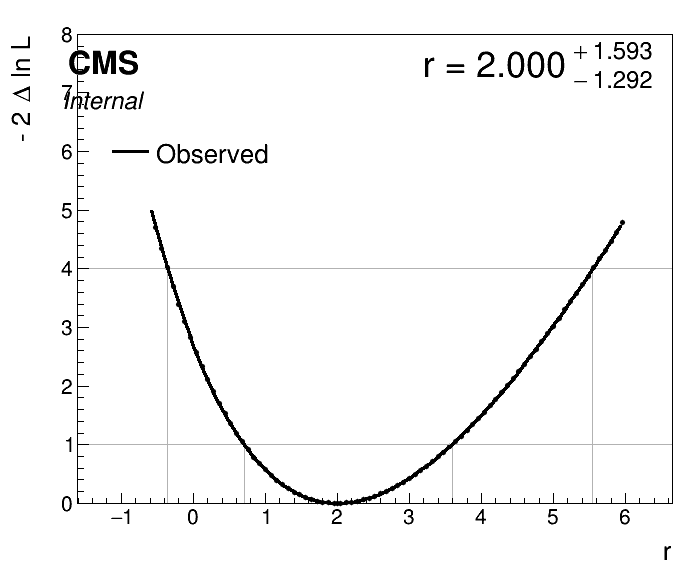 CMS
Internal
r = 2.000 +1.593 −1.292
Observed
- 2 Δ ln L
8
7
6
5
4
3
2
1
0
−1 0 1 2 3 4 5 6
r